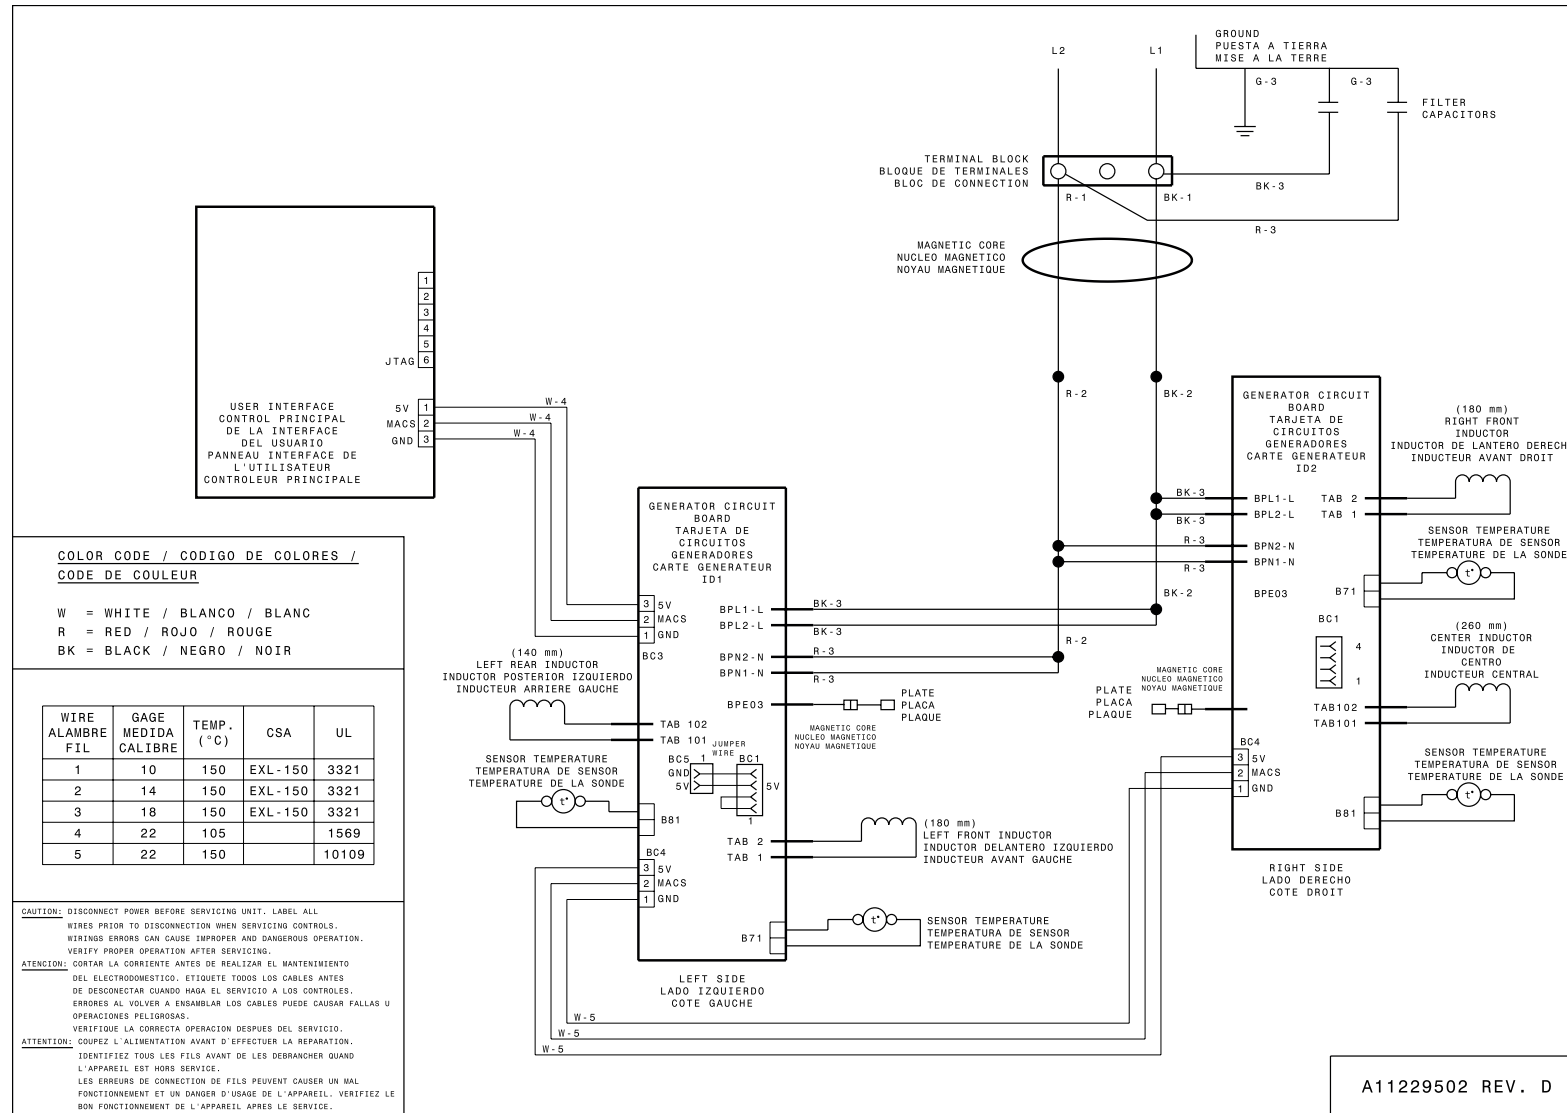 L2
L1
GROUND
PUESTA A TIERRA
MISE A LA TERRE
G-3
G-3
FILTER
CAPACITORS
TERMINAL BLOCK
BLOQUE DE TERMINALES
BLOC DE CONNECTION
R-1
BK-1
BK-3
R-3
MAGNETIC CORE
NUCLEO MAGNETICO
NOYAU MAGNETIQUE
1
2
3
4
5
JTAG 6
5V 1
MACS 2
GND 3
USER INTERFACE
CONTROL PRINCIPAL
DE LA INTERFACE
DEL USUARIO
PANNEAU INTERFACE DE
L'UTILISATEUR
CONTROLEUR PRINCIPALE
W-4
W-4
W-4
R-2
BK-2
GENERATOR CIRCUIT
BOARD
TARJETA DE
CIRCUITOS
GENERADORES
CARTE GENERATEUR
ID2
BK-3
BPL1-L
BK-3
BPL2-L
R-3
BPN2-N
R-3
BPN1-N
BPE03
TAB 2
TAB 1
(180 mm)
RIGHT FRONT
INDUCTOR
INDUCTOR DE LANTERO DERECH
INDUCTEUR AVANT DROIT
SENSOR TEMPERATURE
TEMPERATURA DE SENSOR
TEMPERATURE DE LA SONDE
t°
B71
BC1
4
1
(260 mm)
CENTER INDUCTOR
INDUCTOR DE
CENTRO
INDUCTEUR CENTRAL
TAB102
TAB101
MAGNETIC CORE
NUCLEO MAGNETICO
NOYAU MAGNETIQUE
PLATE
PLACA
PLAQUE
BC4
3 5V
2 MACS
1 GND
SENSOR TEMPERATURE
TEMPERATURA DE SENSOR
TEMPERATURE DE LA SONDE
t°
B81
RIGHT SIDE
LADO DERECHO
COTE DROIT
BK-2
R-2
GENERATOR CIRCUIT
BOARD
TARJETA DE
CIRCUITOS
GENERADORES
CARTE GENERATEUR
ID1
3 5V
2 MACS
1 GND
BC3
BPL1-L
BK-3
BPL2-L
BK-3
BPN2-N
R-3
BPN1-N
R-3
BPE03
PLATE
PLACA
PLAQUE
MAGNETIC CORE
NUCLEO MAGNETICO
NOYAU MAGNETIQUE
(140 mm)
LEFT REAR INDUCTOR
INDUCTOR POSTERIOR IZQUIERDO
INDUCTEUR ARRIERE GAUCHE
TAB 102
TAB 101
JUMPER
WIRE
BC5
1
BC1
GND
5V
5V
1
SENSOR TEMPERATURE
TEMPERATURA DE SENSOR
TEMPERATURE DE LA SONDE
t°
B81
TAB 2
TAB 1
(180 mm)
LEFT FRONT INDUCTOR
INDUCTOR DELANTERO IZQUIERDO
INDUCTEUR AVANT GAUCHE
BC4
3 5V
2 MACS
1 GND
B71
t°
SENSOR TEMPERATURE
TEMPERATURA DE SENSOR
TEMPERATURE DE LA SONDE
LEFT SIDE
LADO IZQUIERDO
COTE GAUCHE
W-5
W-5
W-5
COLOR CODE / CODIGO DE COLORES /
CODE DE COULEUR
W = WHITE / BLANCO / BLANC
R = RED / ROJO / ROUGE
BK = BLACK / NEGRO / NOIR
WIRE ALAMBRE FIL GAGE MEDIDA CALIBRE TEMP. (°C) CSA UL
1 10 150 EXL-150 3321
2 14 150 EXL-150 3321
3 18 150 EXL-150 3321
4 22 105 1569
5 22 150 10109
CAUTION: DISCONNECT POWER BEFORE SERVICING UNIT. LABEL ALL
WIRES PRIOR TO DISCONNECTION WHEN SERVICING CONTROLS.
WIRINGS ERRORS CAN CAUSE IMPROPER AND DANGEROUS OPERATION.
VERIFY PROPER OPERATION AFTER SERVICING.
ATENCION: CORTAR LA CORRIENTE ANTES DE REALIZAR EL MANTENIMIENTO
DEL ELECTRODOMESTICO. ETIQUETE TODOS LOS CABLES ANTES
DE DESCONECTAR CUANDO HAGA EL SERVICIO A LOS CONTROLES.
ERRORES AL VOLVER A ENSAMBLAR LOS CABLES PUEDE CAUSAR FALLAS U
OPERACIONES PELIGROSAS.
VERIFIQUE LA CORRECTA OPERACION DESPUES DEL SERVICIO.
ATTENTION: COUPEZ L'ALIMENTATION AVANT D'EFFECTUER LA REPARATION.
IDENTIFIEZ TOUS LES FILS AVANT DE LES DEBRANCHER QUAND
L'APPAREIL EST HORS SERVICE.
LES ERREURS DE CONNECTION DE FILS PEUVENT CAUSER UN MAL
FONCTIONNEMENT ET UN DANGER D'USAGE DE L'APPAREIL. VERIFIEZ LE
BON FONCTIONNEMENT DE L'APPAREIL APRES LE SERVICE.
A11229502 REV. D